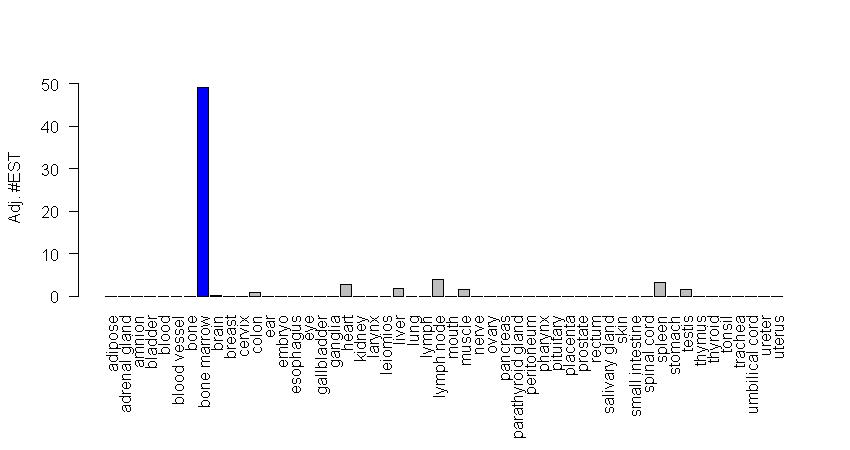 Adj. #EST
50
40
30
20
10
0
adipose
adrenal gland
amnion
bladder
blood
blood vessel
bone
bone marrow
brain
breast
cervix
colon
ear
embryo
esophagus
eye
gallbladder
ganglia
heart
kidney
larynx
leiomios
liver
lung
lymph
lymph node
mouth
muscle
nerve
ovary
pancreas
parathyroid gland
peritoneum
pharynx
pituitary
placenta
prostate
rectum
salivary gland
skin
small intestine
spinal cord
spleen
stomach
testis
thymus
thyroid
tonsil
trachea
umbilical cord
ureter
uterus